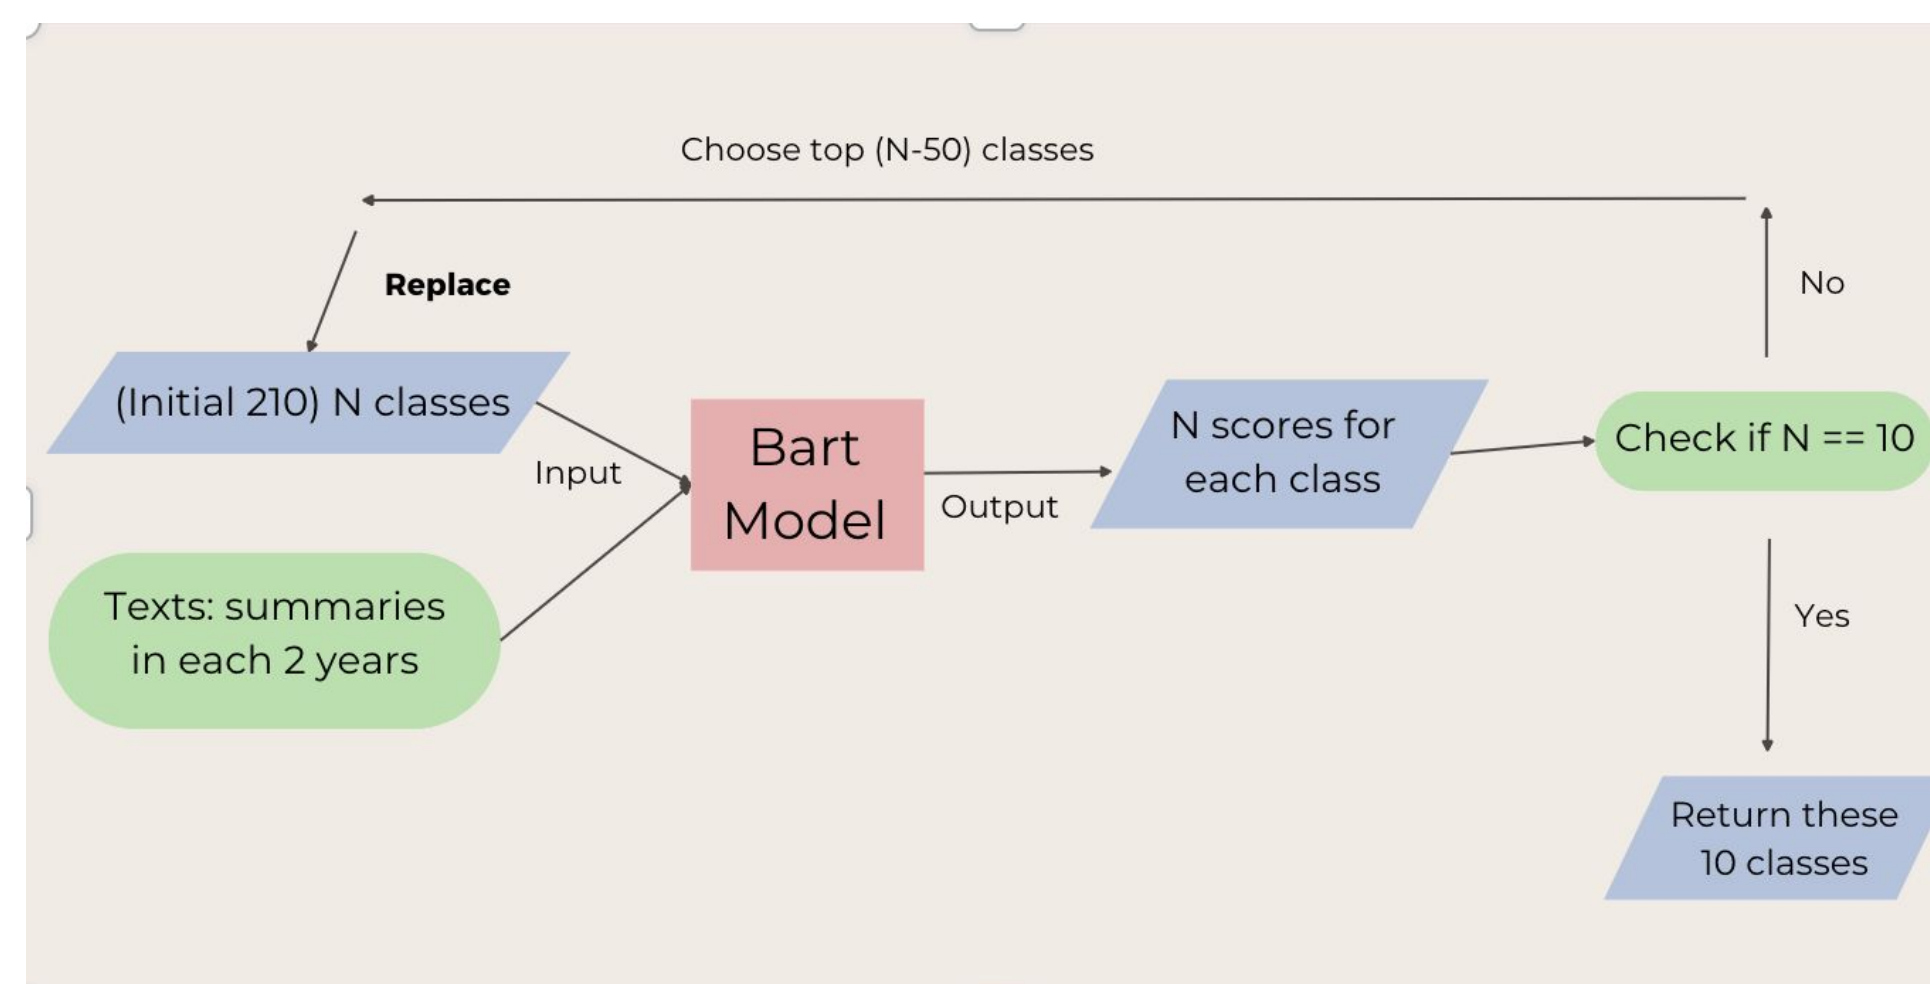 Choose top (N-50) classes
Replace
No
(Initial 210) N classes
Input
Bart
Model
Output
N scores for
each class
Check if N == 10
Texts: summaries
in each 2 years
Yes
Return these
10 classes